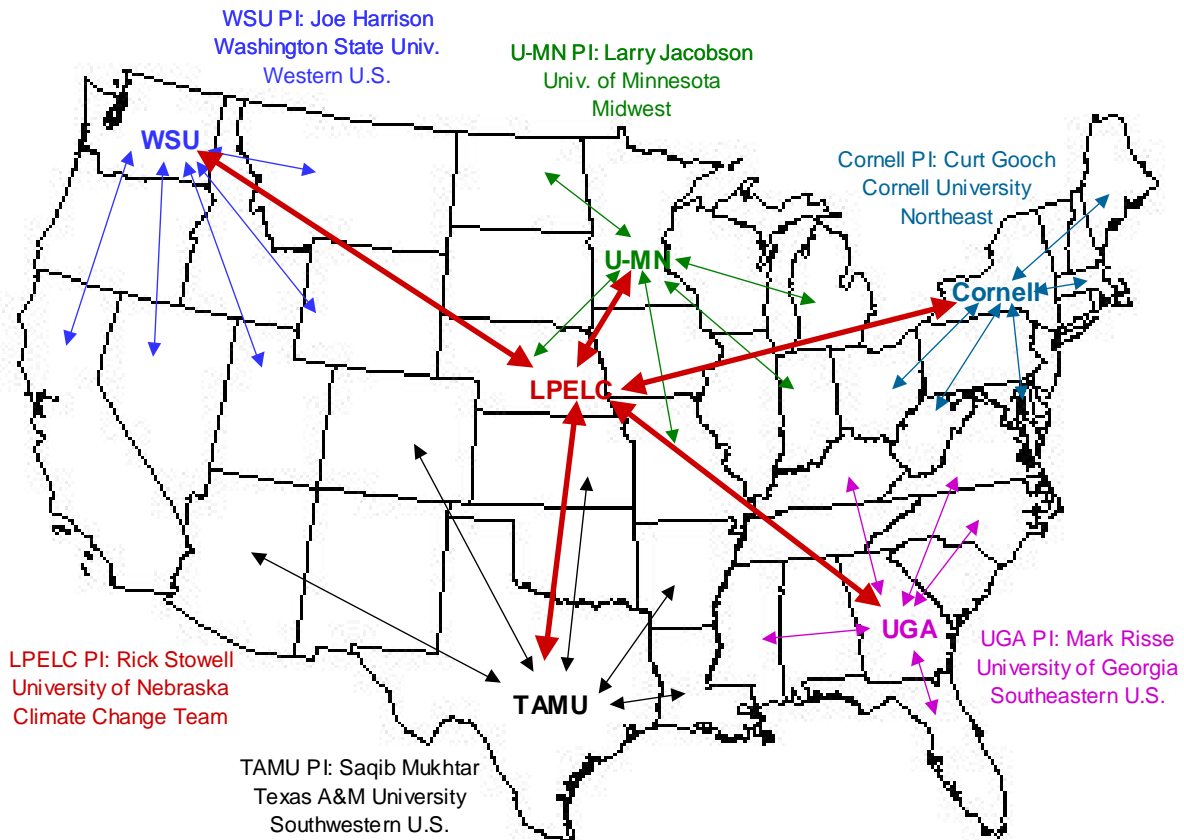 WSU PI: Joe Harrison
Washington State Univ.
Western U.S.
U-MN PI: Larry Jacobson
Univ. of Minnesota
Midwest
WSU
Cornell PI: Curt Gooch
Cornell University
Northeast
U-MN
Cornell
LPELC
UGA
LPELC PI: Rick Stowell
University of Nebraska
Climate Change Team
UGA PI: Mark Risse
University of Georgia
Southeastern U.S.
TAMU
TAMU PI: Saqib Mukhtar
Texas A&M University
Southwestern U.S.